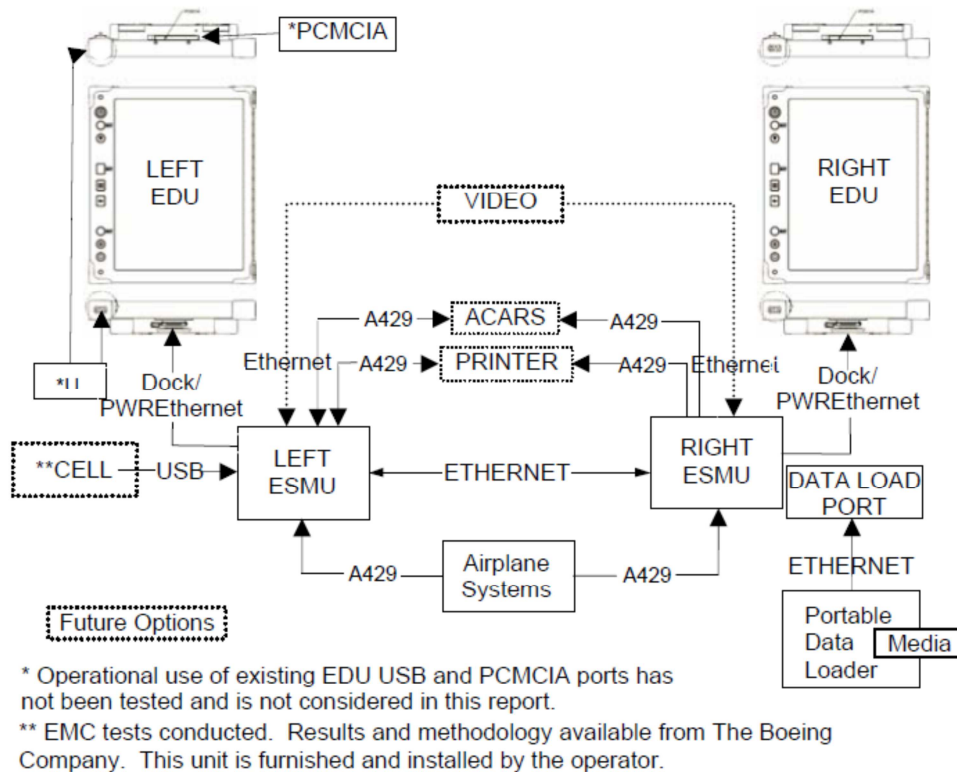 *PCMCIA
LEFT
EDU
RIGHT
EDU
VIDEO
A429
ACARS
A429
Ethernet
A429
PRINTER
A429
Ethernet
Dock/
PWREthernet
Dock/
PWREthernet
**CELL
USB
LEFT
ESMU
ETHERNET
RIGHT
ESMU
DATA LOAD
PORT
A429
Airplane
Systems
A429
ETHERNET
Future Options
Portable
Data
Loader
Media
* Operational use of existing EDU USB and PCMCIA ports has
not been tested and is not considered in this report.
** EMC tests conducted. Results and methodology available from The Boeing
Company. This unit is furnished and installed by the operator.